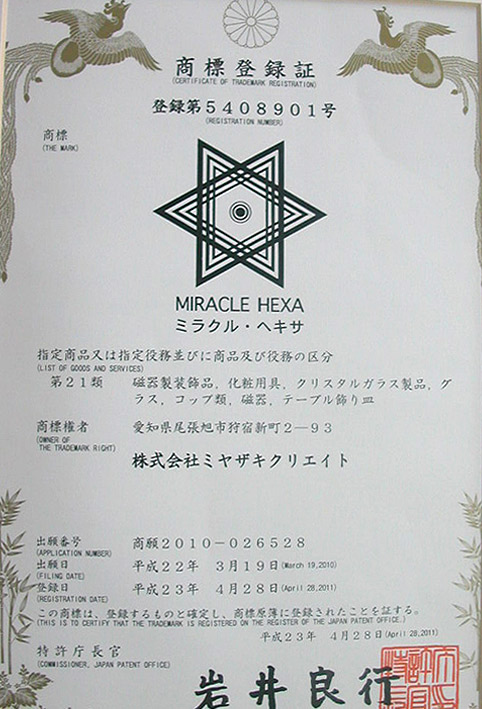 商標登録証
(CERTIFICATE OF TRADEMARK REGISTRATION)
登録第5408901号
(REGISTRATION NUMBER)
商標
(THE MARK)
MIRACLE HEXA
ミラクル・ヘキサ
指定商品又は指定役務並びに商品及び役務の区分
(LIST OF GOODS AND SERVICES)
第21類 磁器製装飾品,化粧用具,クリスタルガラス製品,グ
ラス,コップ類,磁器,テーブル飾り皿
商標権者 愛知県尾張旭市狩宿新町2-93
(OWNER OF
THE TRADEMARK RIGHT)
株式会社ミヤザキクリエイト
出願番号 商願2010-026528
(APPLICATION NUMBER)
出願日 平成22年 3月19日(March 19,2010)
(FILING DATE)
登録日 平成23年 4月28日(April 28,2011)
(REGISTRATION DATE)
この商標は、登録するものと確定し、商標原簿に登録されたことを証する。
(THIS IS TO CERTIFY THAT THE TRADEMARK IS REGISTERED ON THE REGISTER OF THE JAPAN PATENT OFFICE.)
平成23年 4月28日(April 28,2011)
特許庁長官
(COMMISSIONER, JAPAN PATENT OFFICE)
岩井良行